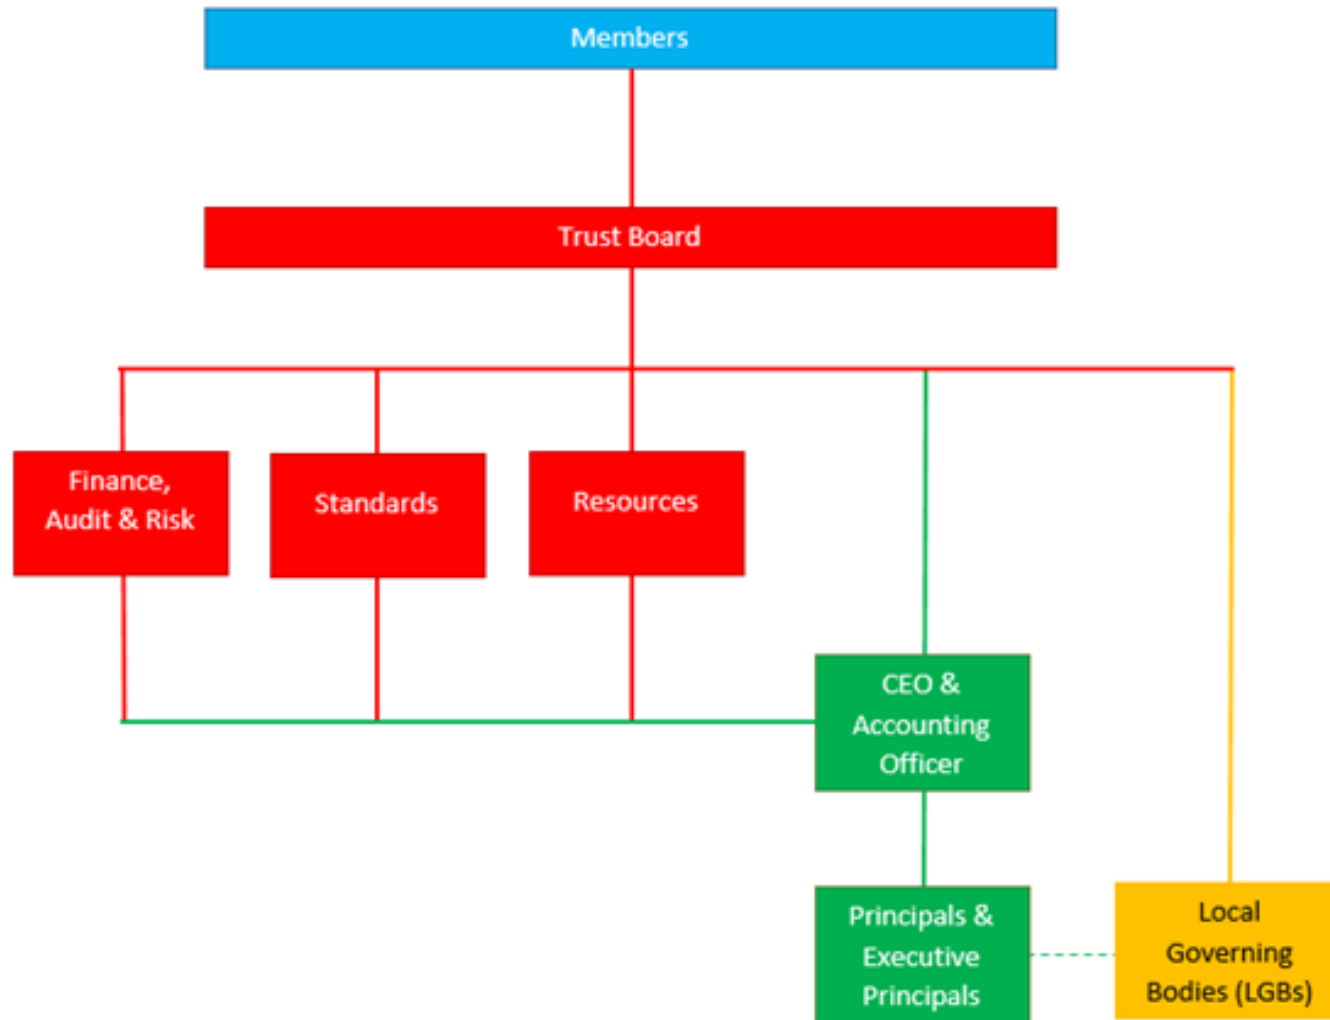 Members
Trust Board
Finance,
Audit & Risk
Standards
Resources
CEO &
Accounting
Officer
Principals &
Executive
Principals
Local
Governing
Bodies (LGBs)